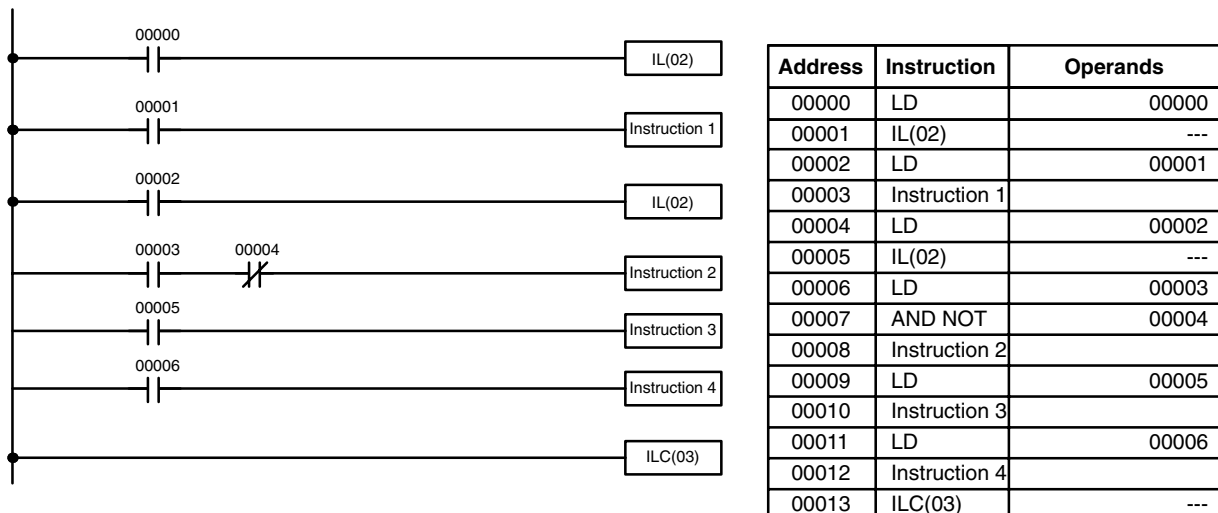 00000
IL(02)
00001
Instruction 1
00002
IL(02)
00003 00004
Instruction 2
00005
Instruction 3
00006
Instruction 4
ILC(03)
Address Instruction Operands
00000 LD 00000
00001 IL(02) ---
00002 LD 00001
00003 Instruction 1
00004 LD 00002
00005 IL(02) ---
00006 LD 00003
00007 AND NOT 00004
00008 Instruction 2
00009 LD 00005
00010 Instruction 3
00011 LD 00006
00012 Instruction 4
00013 ILC(03) ---